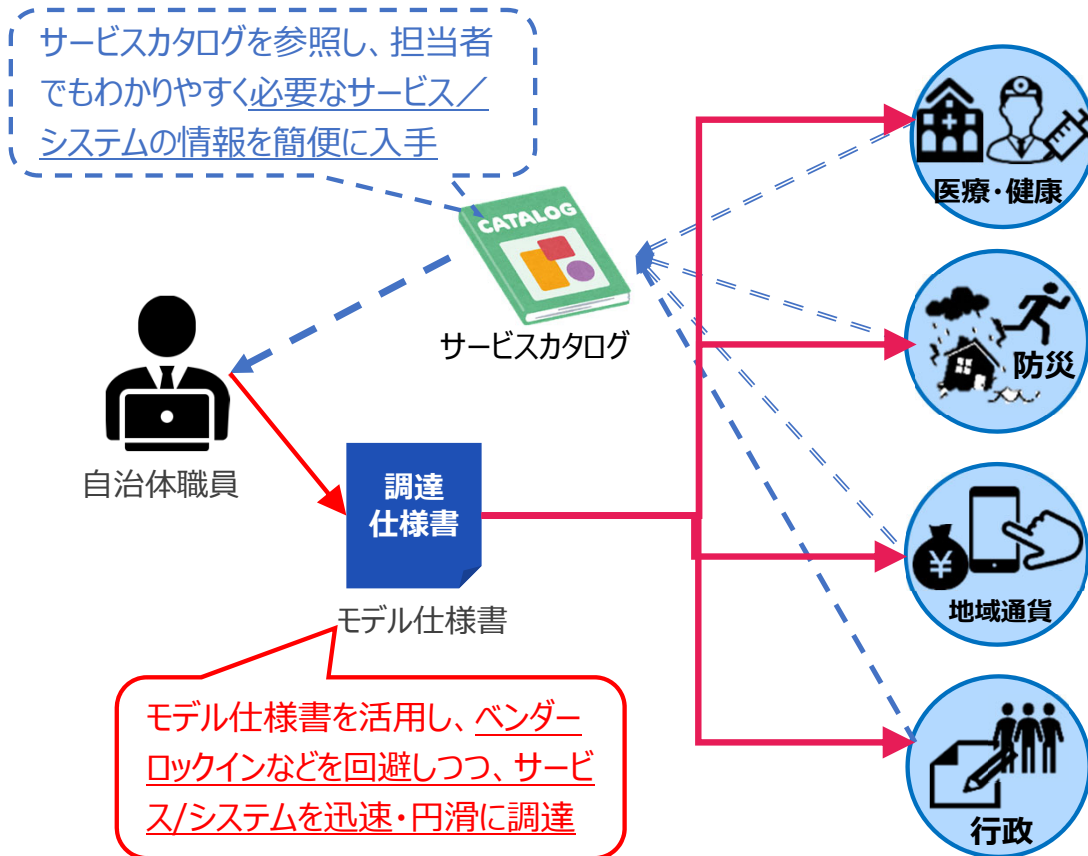 サービスカタログを参照し、担当者
でもわかりやすく必要なサービス／
システムの情報を簡便に入手
CATALOG
サービスカタログ
自治体職員
調達
仕様書
モデル仕様書
モデル仕様書を活用し、ベンダー
ロックインなどを回避しつつ、サービ
ス/システムを迅速・円滑に調達
医療・健康
防災
¥
地域通貨
行政